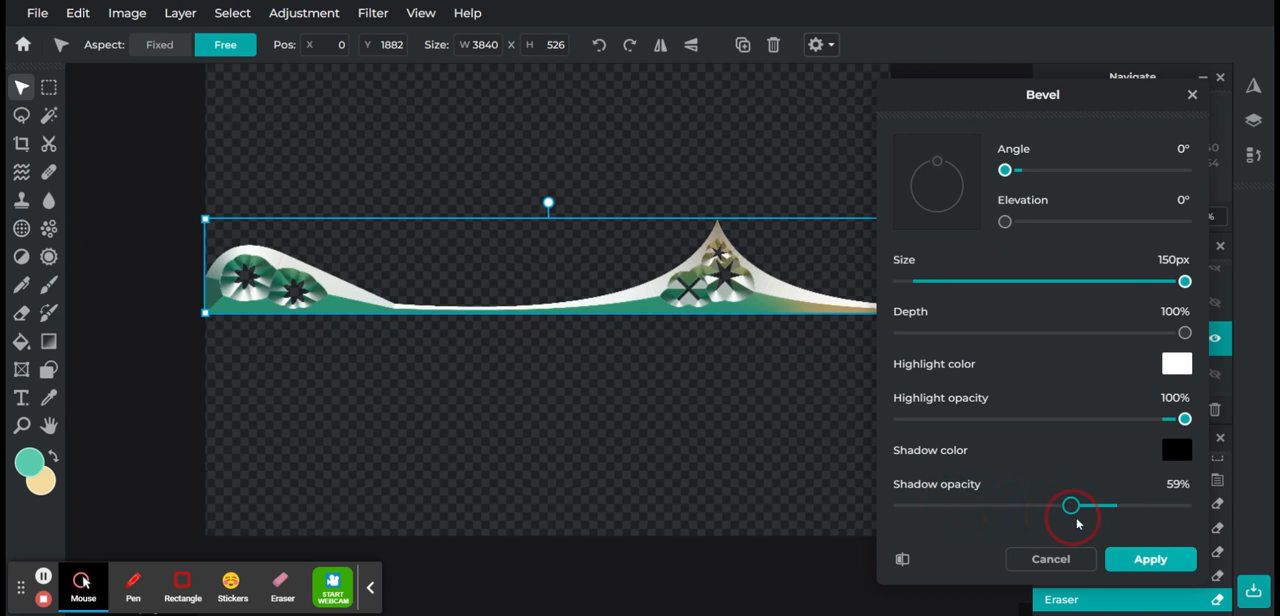 File Edit Image Layer Select Adjustment Filter View Help
Aspect: Fixed Free Pos: X 0 Y 1882 Size: W 3840 X H 526
Navigate
Bevel
Angle 0°
Elevation 0°
Size 150px
Depth 100%
Highlight color
Highlight opacity 100%
Shadow color
Shadow opacity 59%
Cancel Apply
Mouse Pen Rectangle Stickers Eraser START WEBCAM
Eraser